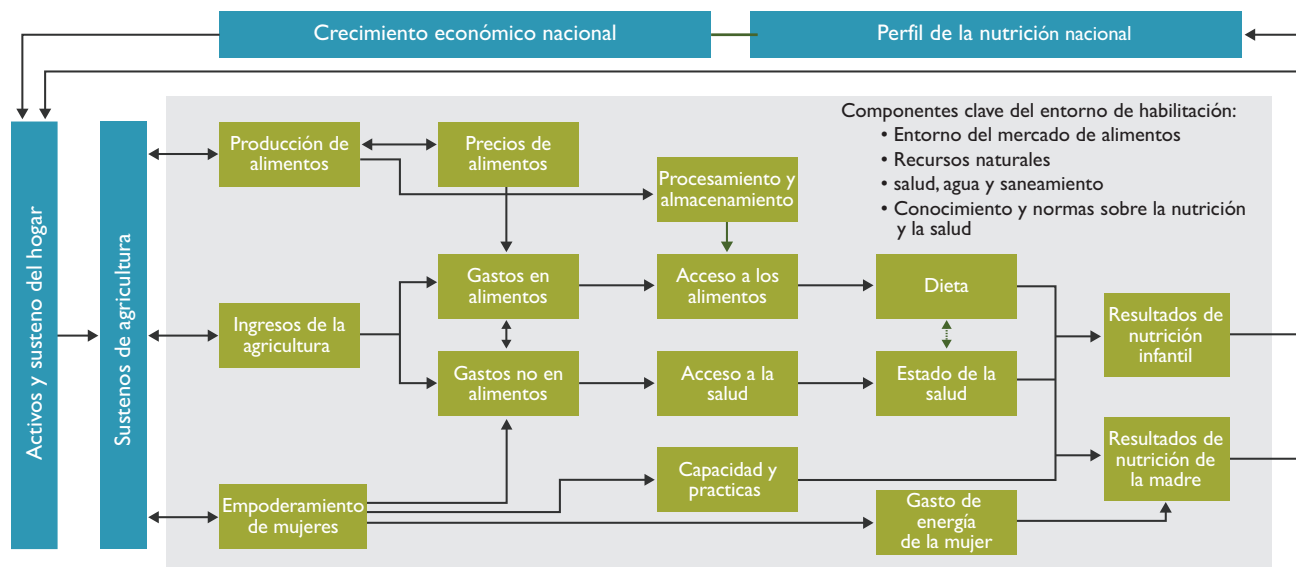 Crecimiento económico nacional
Perfil de la nutrición nacional
Activos y susteno del hogar
Sustenos de agricultura
Componentes clave del entorno de habilitación:
• Entorno del mercado de alimentos
• Recursos naturales
• salud, agua y saneamiento
• Conocimiento y normas sobre la nutrición
y la salud
Producción de
alimentos
Precios de
alimentos
Procesamiento y
almacenamiento
Gastos en
alimentos
Acceso a los
alimentos
Dieta
Ingresos de la
agricultura
Resultados de
nutrición
infantil
Gastos no en
alimentos
Acceso a la
salud
Estado de la
salud
Resultados de
nutrición de
la madre
Capacidad y
practicas
Empoderamiento
de mujeres
Gasto de
energía
de la mujer